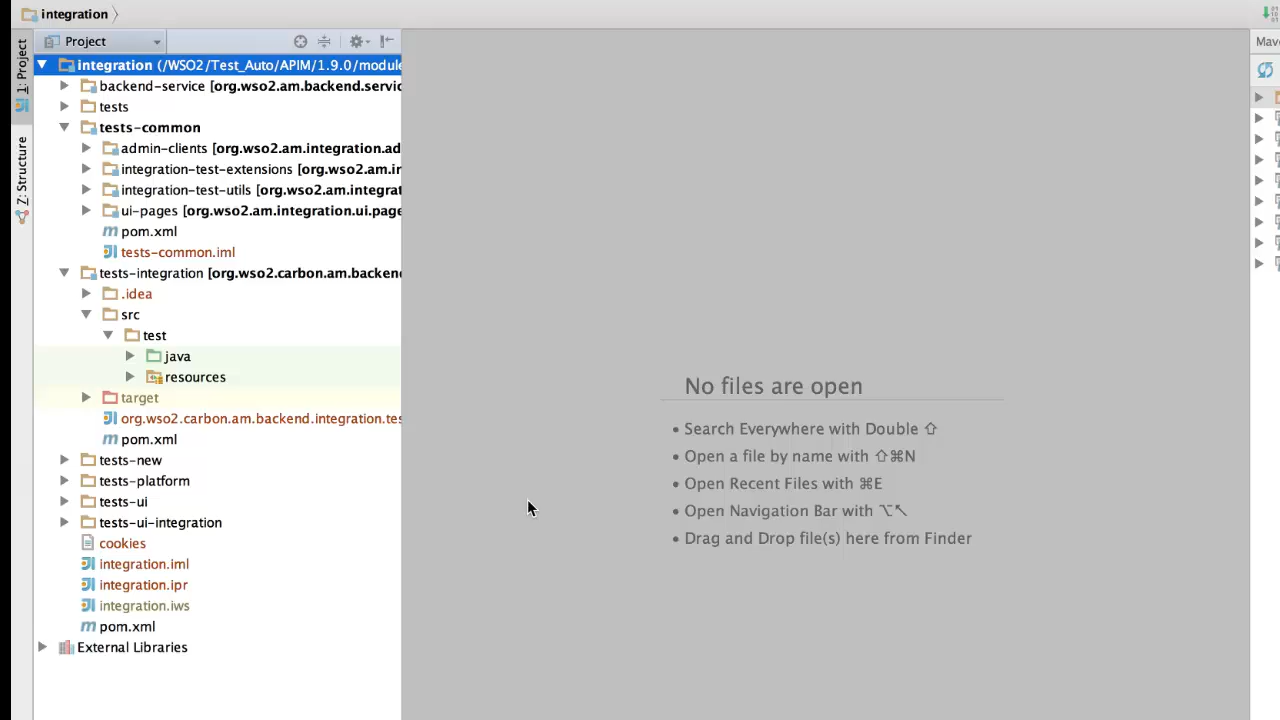 integration
1: Project
Z: Structure
Project
integration (/WSO2/Test_Auto/APIM/1.9.0/module
backend-service [org.wso2.am.backend.servic
tests
tests-common
admin-clients [org.wso2.am.integration.ad
integration-test-extensions [org.wso2.am.ir
integration-test-utils [org.wso2.am.integrat
ui-pages [org.wso2.am.integration.ui.page
pom.xml
tests-common.iml
tests-integration [org.wso2.carbon.am.backen
.idea
src
test
java
resources
target
org.wso2.carbon.am.backend.integration.tes
pom.xml
tests-new
tests-platform
tests-ui
tests-ui-integration
cookies
integration.iml
integration.ipr
integration.iws
pom.xml
External Libraries
No files are open
• Search Everywhere with Double ⇧
• Open a file by name with ⇧⌘N
• Open Recent Files with ⌘E
• Open Navigation Bar with ⌥↖
• Drag and Drop file(s) here from Finder
Mav